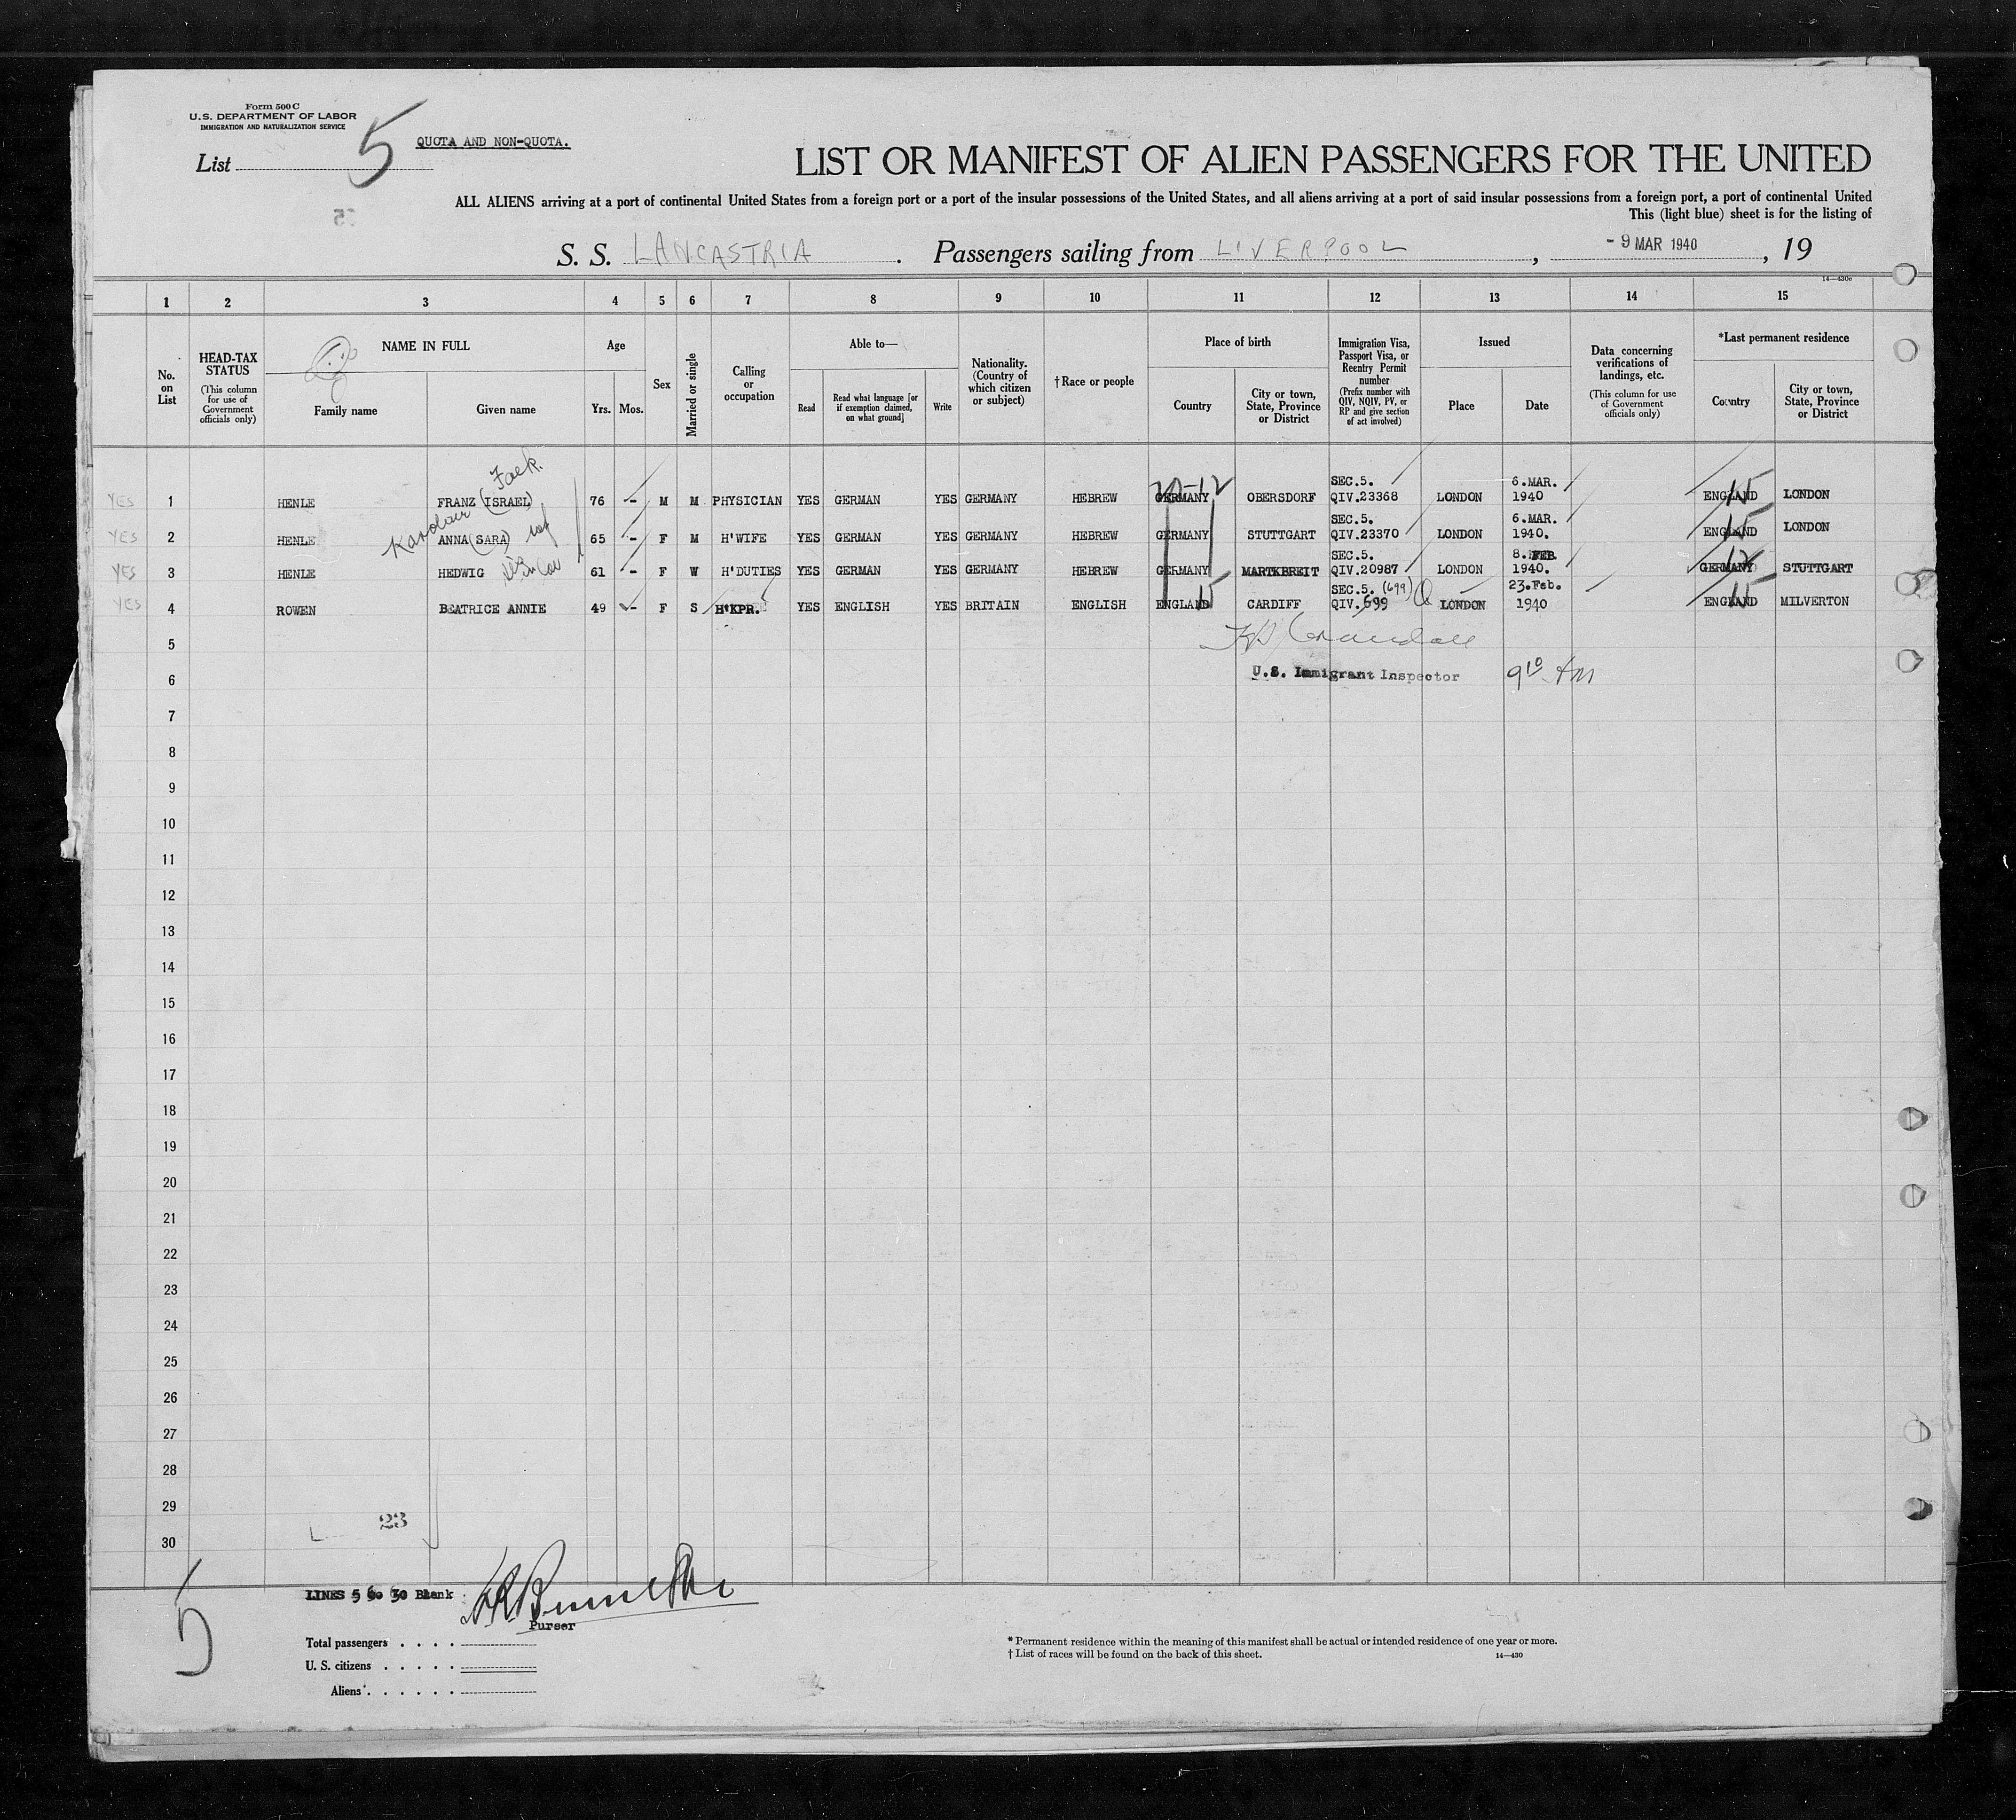 Form 500 C
U.S. DEPARTMENT OF LABOR
IMMIGRATION AND NATURALIZATION SERVICE
List 5
QUOTA AND NON-QUOTA.
LIST OR MANIFEST OF ALIEN PASSENGERS FOR THE UNITED
ALL ALIENS arriving at a port of continental United States from a foreign port or a port of the insular possessions of the United States, and all aliens arriving at a port of said insular possessions from a foreign port, a port of continental United
This (light blue) sheet is for the listing of
S. S. LANCASTRIA. Passengers sailing from LIVERPOOL, - 9 MAR 1940, 19
14—430c
1 2 3 4 5 6 7 8 9 10 11 12 13 14 15
No. on List
HEAD-TAX STATUS (This column for use of Government officials only)
NAME IN FULL
Family name
Given name
Age
Yrs. Mos.
Sex
Married or single
Calling or occupation
Able to—
Read
Read what language [or if exemption claimed, on what ground]
Write
Nationality. (Country of which citizen or subject)
† Race or people
Place of birth
Country
City or town, State, Province or District
Immigration Visa, Passport Visa, or Reentry Permit number (Prefix number with QIV, NQIV, PV, or RP and give section of act involved)
Issued
Place
Date
Data concerning verifications of landings, etc. (This column for use of Government officials only)
*Last permanent residence
Country
City or town, State, Province or District
YES 1 HENLE FRANZ (ISRAEL) 76 - M M PHYSICIAN YES GERMAN YES GERMANY HEBREW GERMANY OBERSDORF SEC.5. QIV.23368 LONDON 6.MAR. 1940 ENGLAND 15 LONDON
YES 2 HENLE ANNA (SARA) 65 - F M H'WIFE YES GERMAN YES GERMANY HEBREW GERMANY STUTTGART SEC.5. QIV.23370 LONDON 6.MAR. 1940. ENGLAND 15 LONDON
YES 3 HENLE HEDWIG 61 - F W H'DUTIES YES GERMAN YES GERMANY HEBREW GERMANY MARTKBREIT SEC.5. QIV.20987 LONDON 8.FEB 1940. GERMANY 12 STUTTGART
YES 4 ROWEN BEATRICE ANNIE 49 - F S H'KPR. YES ENGLISH YES BRITAIN ENGLISH ENGLAND 15 CARDIFF SEC.5. (699) QIV.699 LONDON 23.Feb. 1940 ENGLAND 15 MILVERTON
5
6 U.S. Immigrant Inspector 9 10 AM
7
8
9
10
11
12
13
14
15
16
17
18
19
20
21
22
23
24
25
26
27
28
29
23
30
5
LINES 5 to 30 Blank
Purser
Total passengers . . . .
U. S. citizens . . . . .
Aliens . . . . . .
* Permanent residence within the meaning of this manifest shall be actual or intended residence of one year or more.
† List of races will be found on the back of this sheet.
14—430